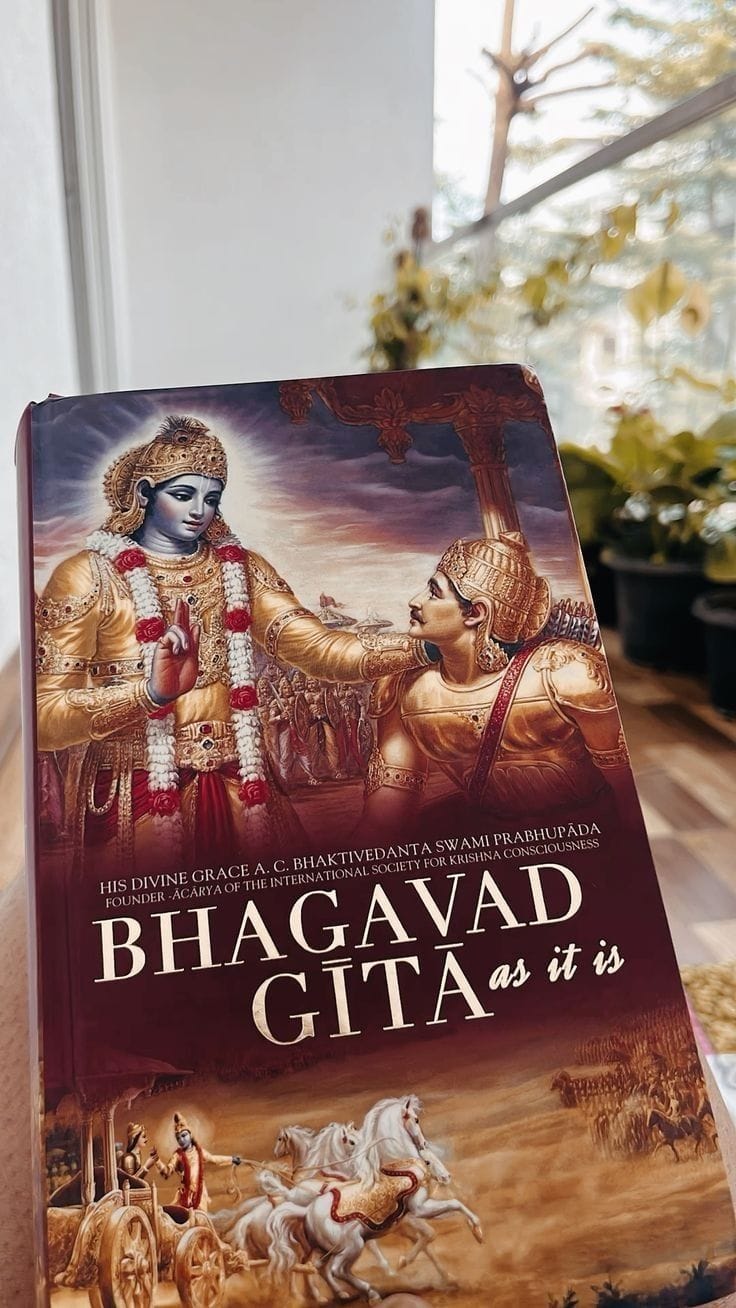 HIS DIVINE GRACE A. C. BHAKTIVEDANTA SWAMI PRABHUPĀDA
FOUNDER -ĀCĀRYA OF THE INTERNATIONAL SOCIETY FOR KRISHNA CONSCIOUSNESS
BHAGAVAD
GĪTĀ as it is